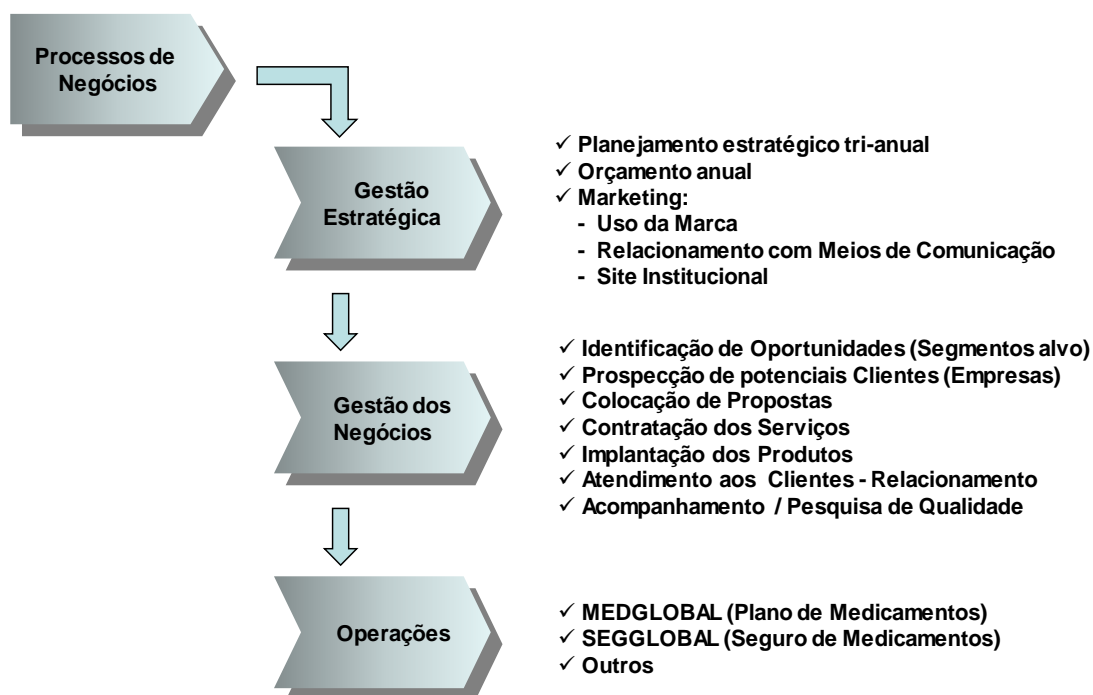 Processos de
Negócios
Gestão
Estratégica
✓ Planejamento estratégico tri-anual
✓ Orçamento anual
✓ Marketing:
- Uso da Marca
- Relacionamento com Meios de Comunicação
- Site Institucional
Gestão dos
Negócios
✓ Identificação de Oportunidades (Segmentos alvo)
✓ Prospecção de potenciais Clientes (Empresas)
✓ Colocação de Propostas
✓ Contratação dos Serviços
✓ Implantação dos Produtos
✓ Atendimento aos Clientes - Relacionamento
✓ Acompanhamento / Pesquisa de Qualidade
Operações
✓ MEDGLOBAL (Plano de Medicamentos)
✓ SEGGLOBAL (Seguro de Medicamentos)
✓ Outros